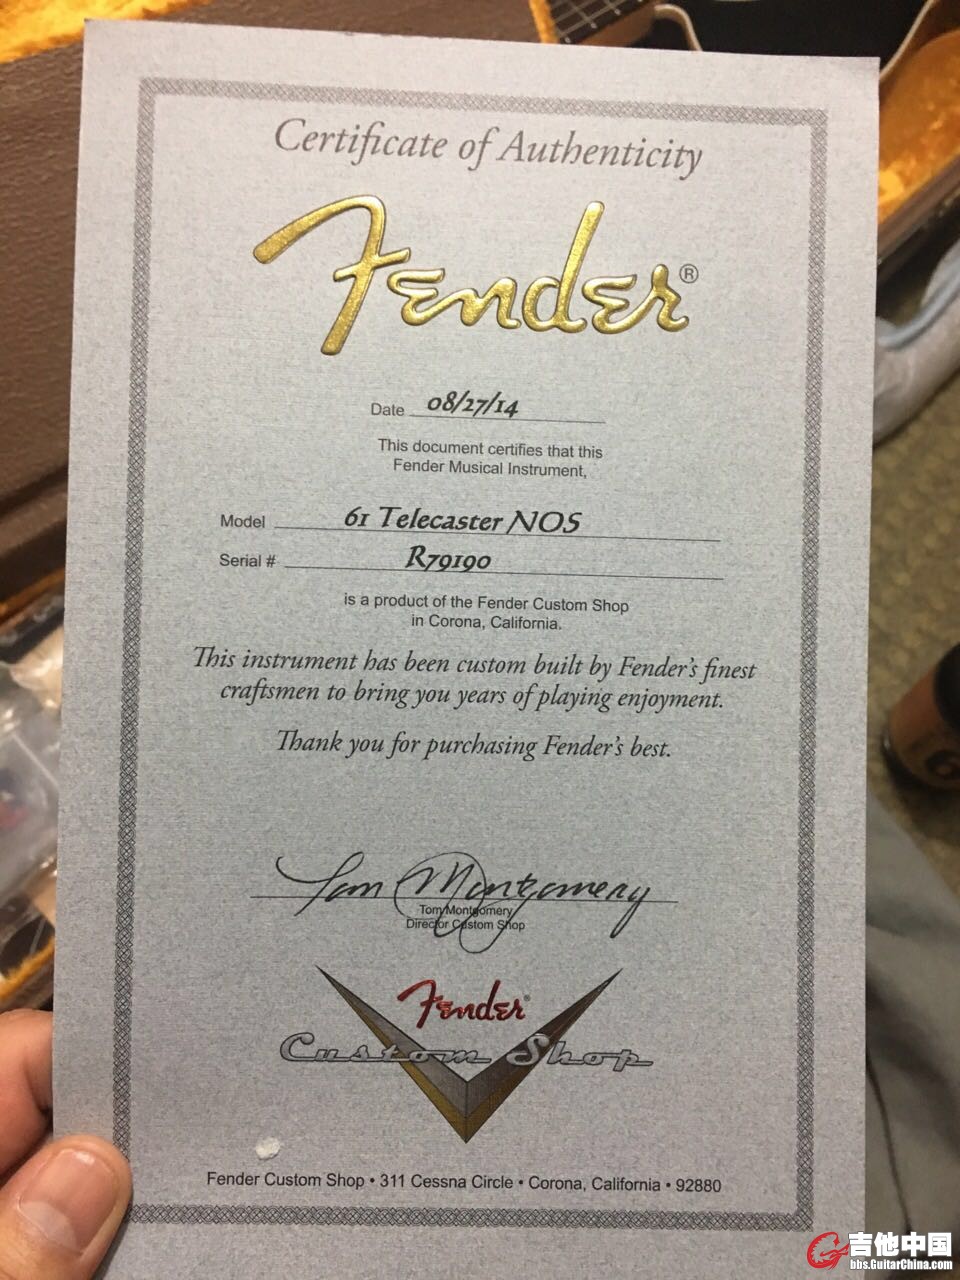 Certificate of Authenticity
Fender®
Date 08/27/14
This document certifies that this
Fender Musical Instrument,
Model 61 Telecaster NOS
Serial # R79190
is a product of the Fender Custom Shop
in Corona, California.
This instrument has been custom built by Fender's finest
craftsmen to bring you years of playing enjoyment.
Thank you for purchasing Fender's best.
Tom Montgomery
Tom Montgomery
Director Custom Shop
Fender®
Custom Shop
Fender Custom Shop • 311 Cessna Circle • Corona, California • 92880
吉他中国
bbs.GuitarChina.com